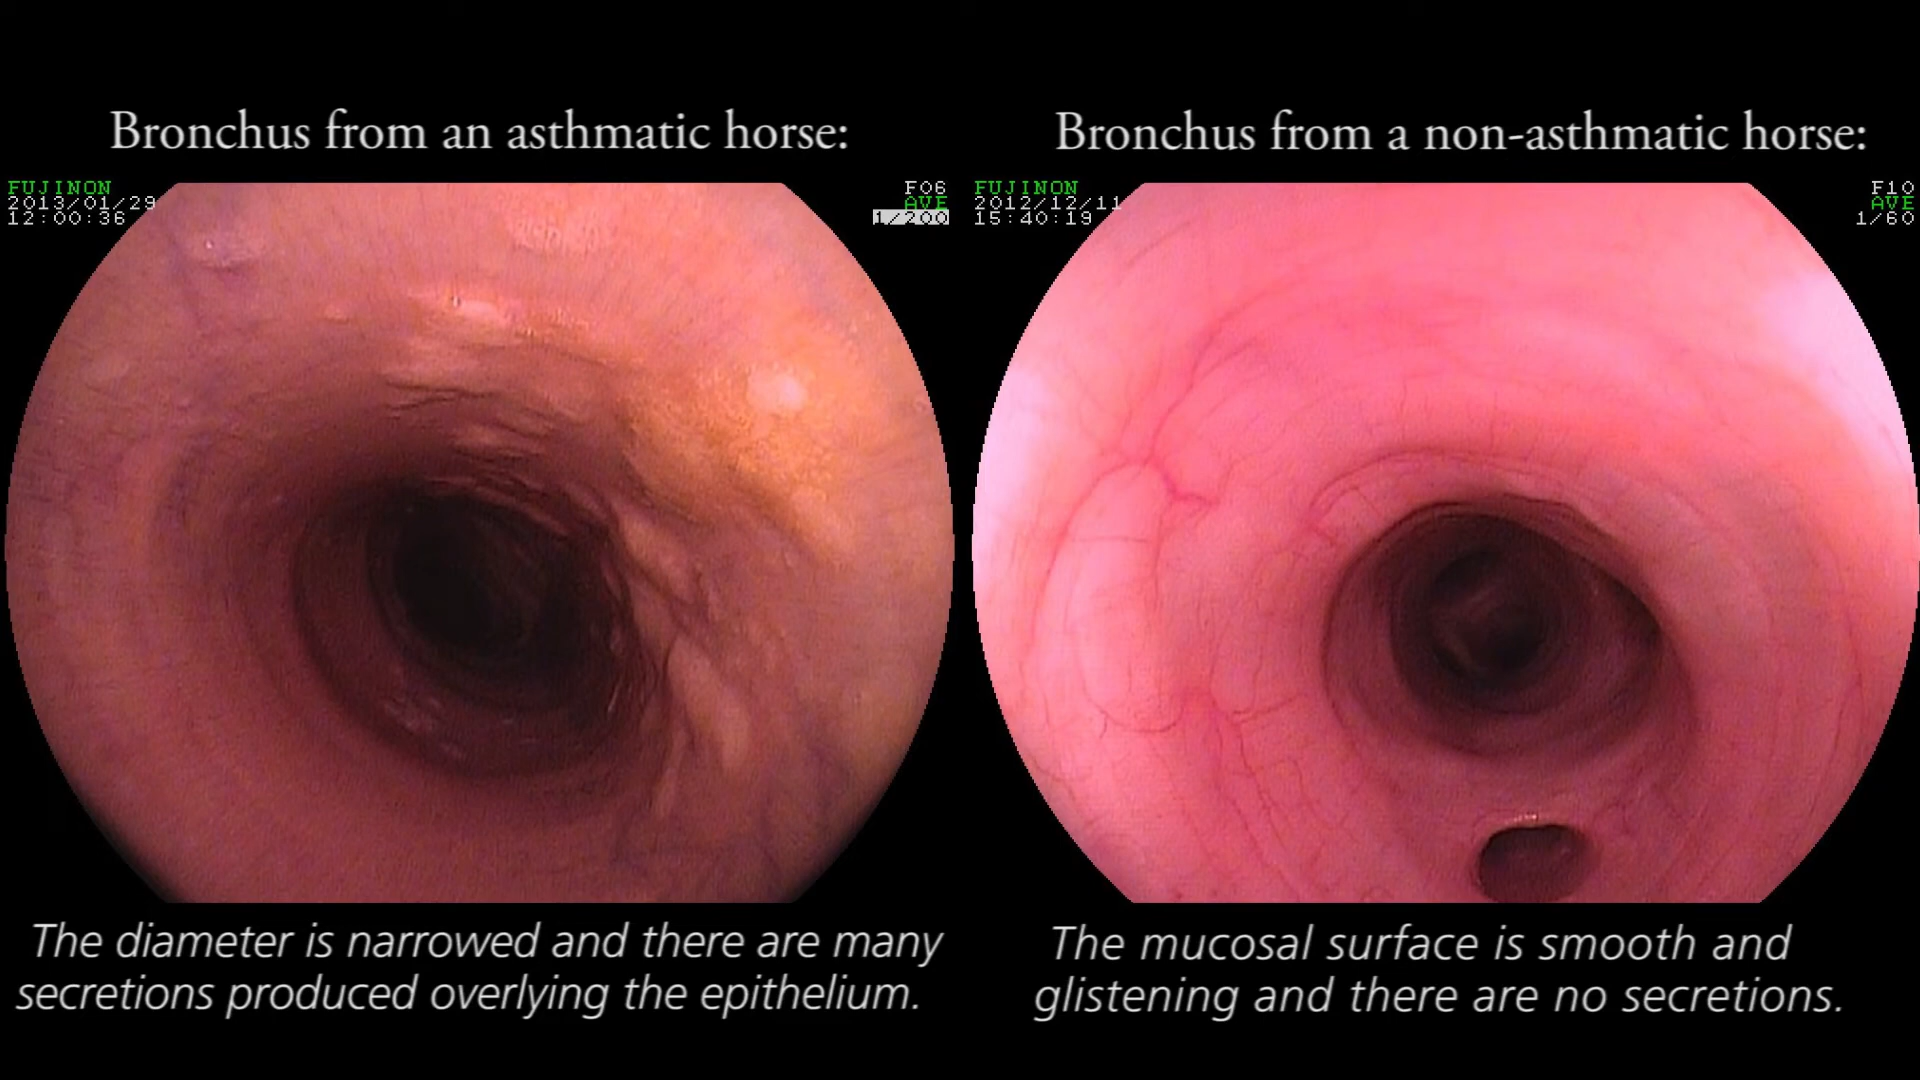 Bronchus from an asthmatic horse:
FUJINON
2013/01/29
12:00:36
F06
AVE
1/200
The diameter is narrowed and there are many
secretions produced overlying the epithelium.
Bronchus from a non-asthmatic horse:
FUJINON
2012/12/11
15:40:19
F10
AVE
1/60
The mucosal surface is smooth and
glistening and there are no secretions.